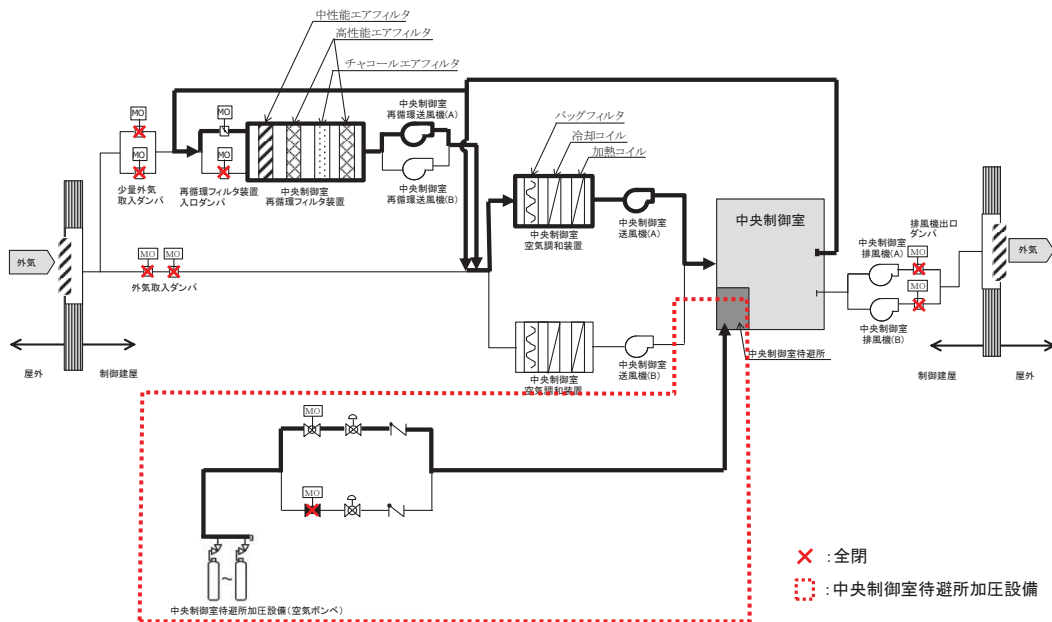 中性能エアフィルタ
高性能エアフィルタ
チャコールエアフィルタ
MO
MO
MO
MO
中央制御室
再循環送風機(A)
中央制御室
再循環送風機(B)
少量外気
取入ダンパ
再循環フィルタ装置
入口ダンパ
中央制御室
再循環フィルタ装置
バッグフィルタ
冷却コイル
加熱コイル
中央制御室
空気調和装置
中央制御室
送風機(A)
中央制御室
排風機出口
ダンパ
中央制御室
排風機(A)
MO
MO
中央制御室
排風機(B)
外気
外気
MO
MO
外気取入ダンパ
中央制御室
空気調和装置
中央制御室
送風機(B)
中央制御室待避所
屋外
制御建屋
制御建屋
屋外
MO
MO
～
中央制御室待避所加圧設備(空気ボンベ)
:全閉
:中央制御室待避所加圧設備